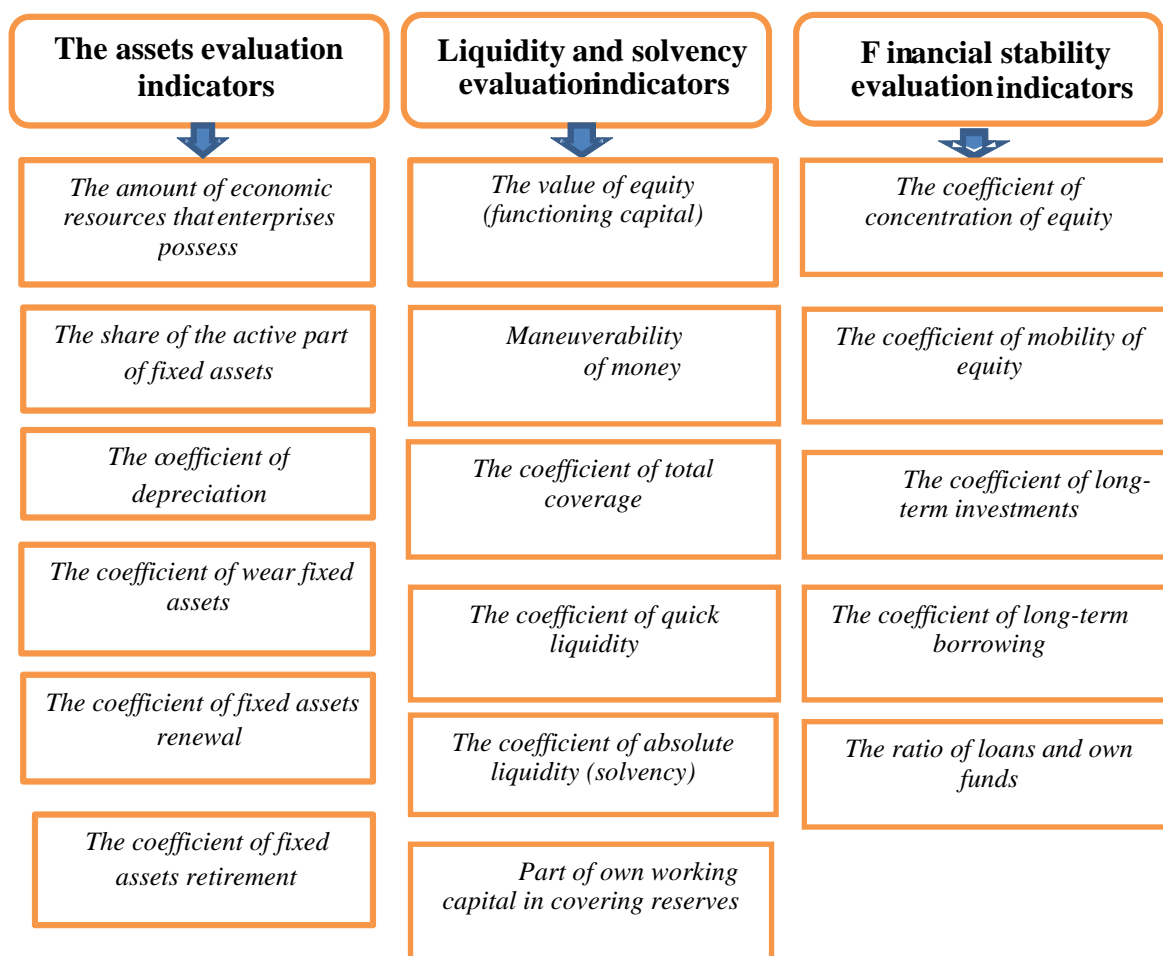 The assets evaluation
indicators
The amount of economic
resources that enterprises
possess
The share of the active part
of fixed assets
The coefficient of
depreciation
The coefficient of wear fixed
assets
The coefficient of fixed assets
renewal
The coefficient of fixed
assets retirement
Liquidity and solvency
evaluationindicators
The value of equity
(functioning capital)
Maneuverability
of money
The coefficient of total
coverage
The coefficient of quick
liquidity
The coefficient of absolute
liquidity (solvency)
Part of own working
capital in covering reserves
F inancial stability
evaluation indicators
The coefficient of
concentration of equity
The coefficient of mobility of
equity
The coefficient of long-
term investments
The coefficient of long-term
borrowing
The ratio of loans and own
funds